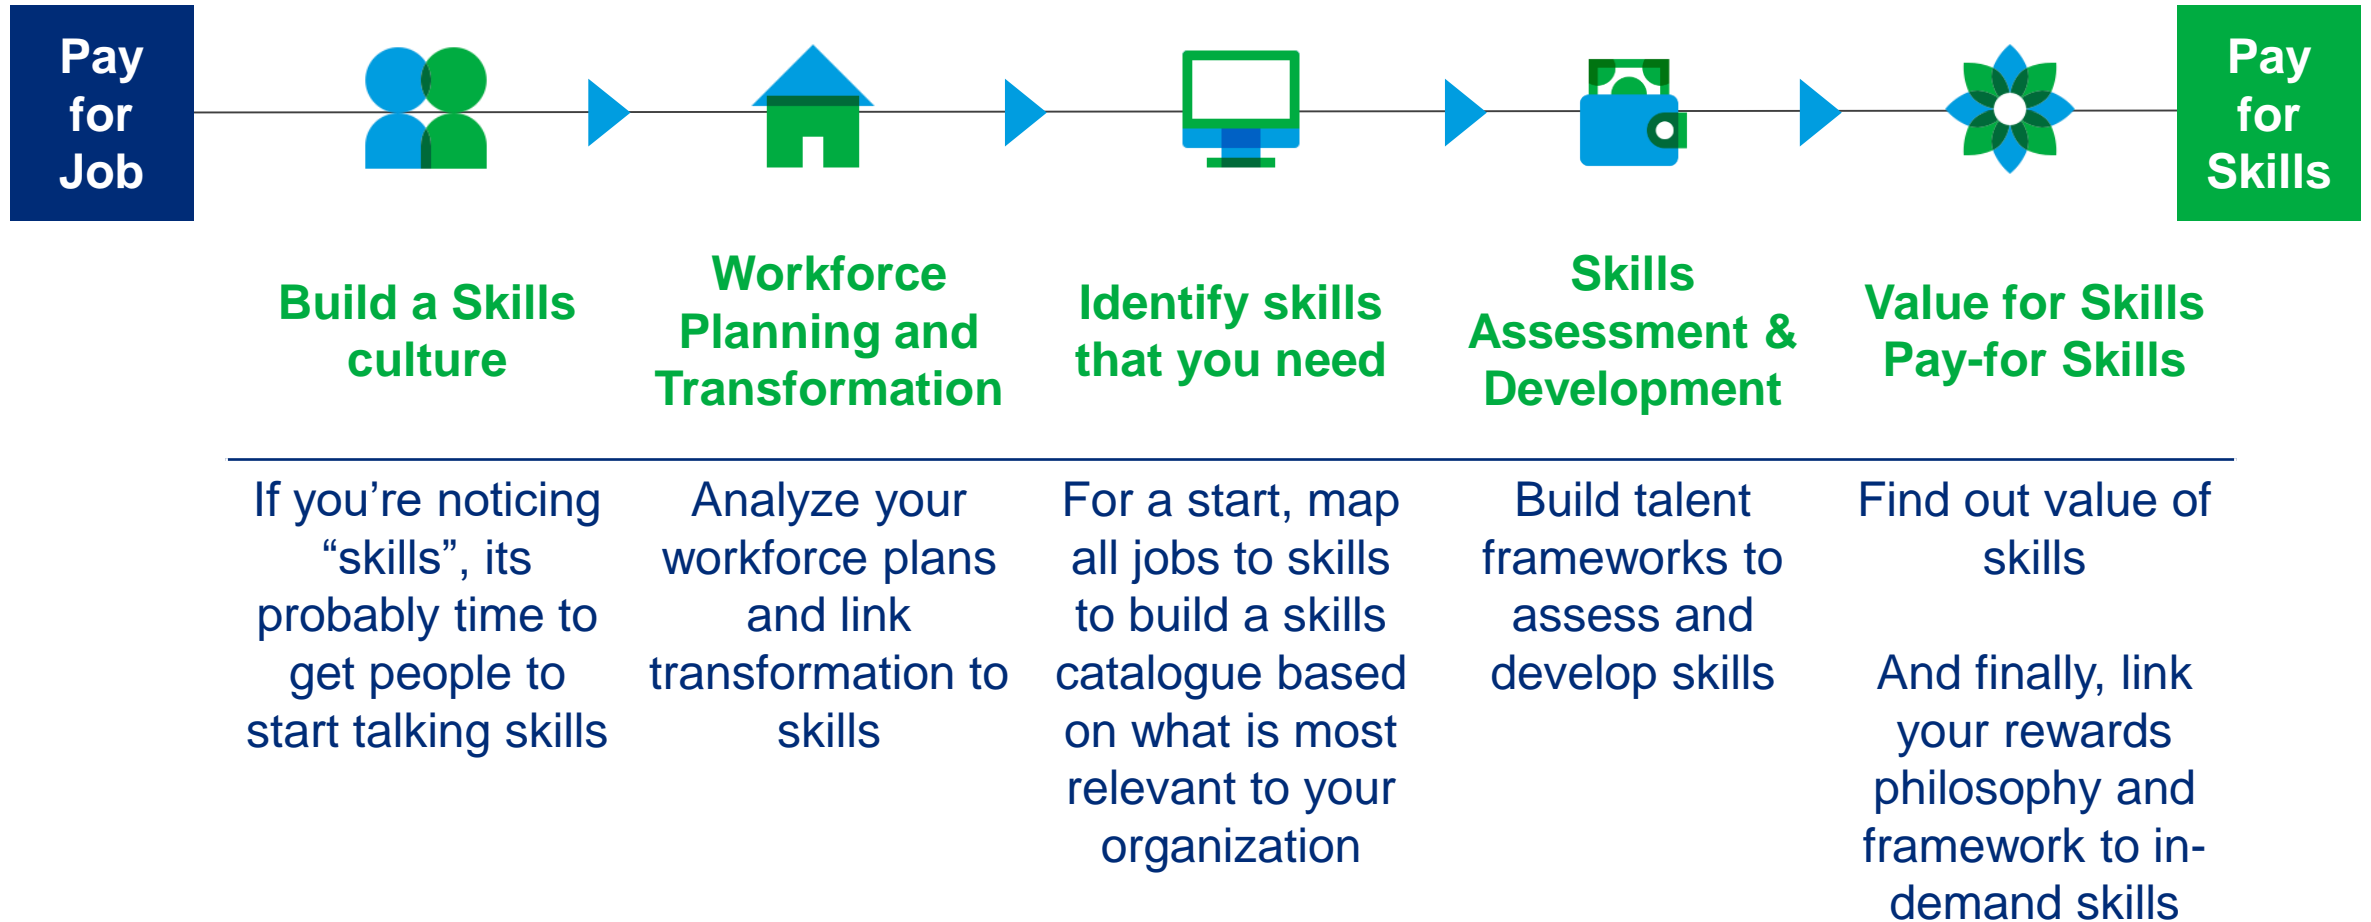 Pay
for
Job
Pay
for
Skills
Build a Skills
culture
Workforce
Planning and
Transformation
Identify skills
that you need
Skills
Assessment &
Development
Value for Skills
Pay-for Skills
If you’re noticing
“skills”, its
probably time to
get people to
start talking skills
Analyze your
workforce plans
and link
transformation to
skills
For a start, map
all jobs to skills
to build a skills
catalogue based
on what is most
relevant to your
organization
Build talent
frameworks to
assess and
develop skills
Find out value of
skills
And finally, link
your rewards
philosophy and
framework to in-
demand skills